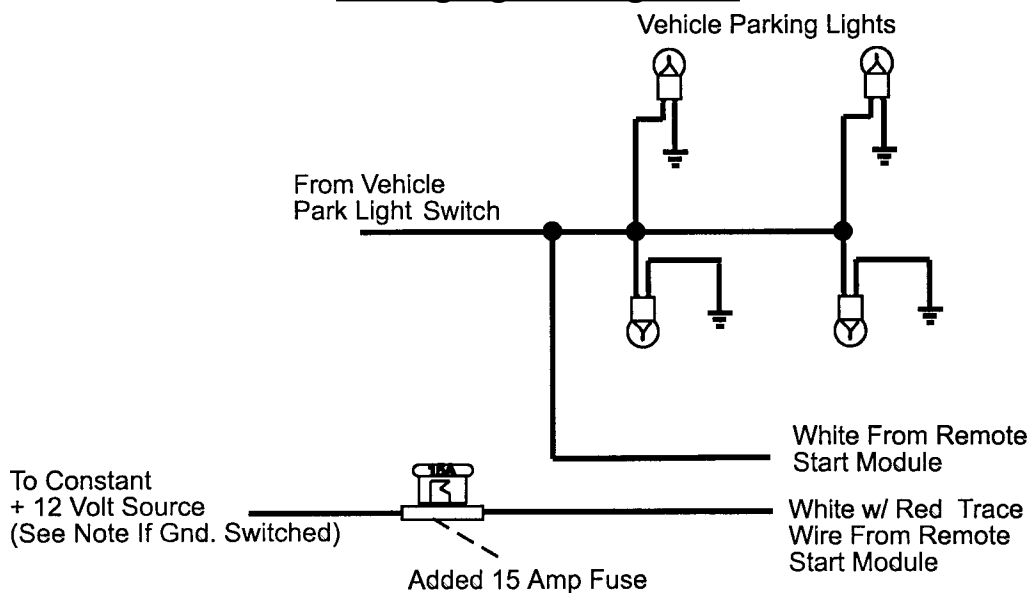 Vehicle Parking Lights
From Vehicle
Park Light Switch
White From Remote
Start Module
To Constant
+ 12 Volt Source
(See Note If Gnd. Switched)
15A
White w/ Red Trace
Wire From Remote
Start Module
Added 15 Amp Fuse